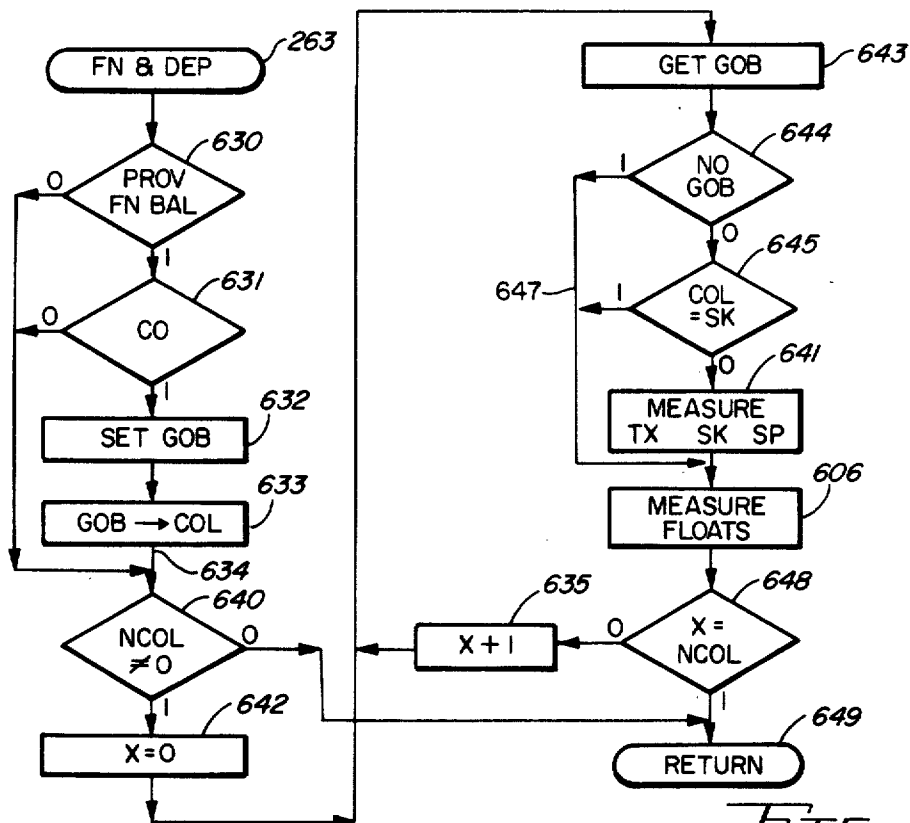 FN & DEP
263
PROV
FN BAL
630
0
1
CO
631
0
1
SET GOB
632
GOB → COL
633
634
NCOL
≠ 0
640
0
1
X=0
642
GET GOB
643
NO
GOB
644
1
0
COL
= SK
645
647
1
0
MEASURE
TX SK SP
641
MEASURE
FLOATS
606
X =
NCOL
648
0
1
X + 1
635
RETURN
649